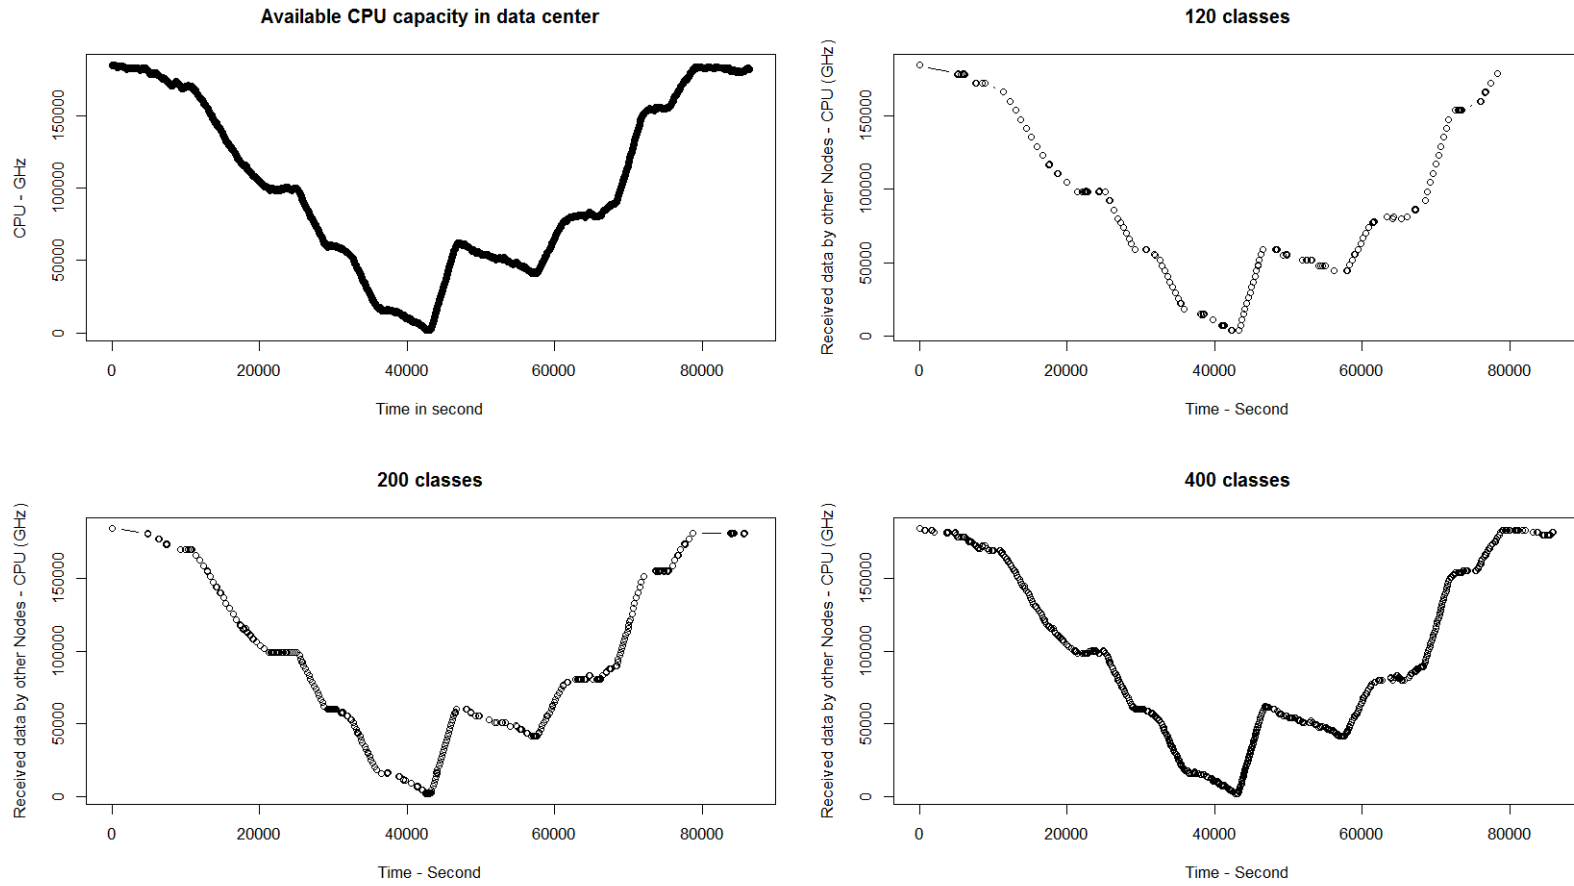 Available CPU capacity in data center
CPU - GHz
150000
100000
50000
0
0 20000 40000 60000 80000
Time in second
120 classes
Received data by other Nodes - CPU (GHz)
150000
100000
50000
0
0 20000 40000 60000 80000
Time - Second
200 classes
Received data by other Nodes - CPU (GHz)
150000
100000
50000
0
0 20000 40000 60000 80000
Time - Second
400 classes
Received data by other Nodes - CPU (GHz)
150000
100000
50000
0
0 20000 40000 60000 80000
Time - Second